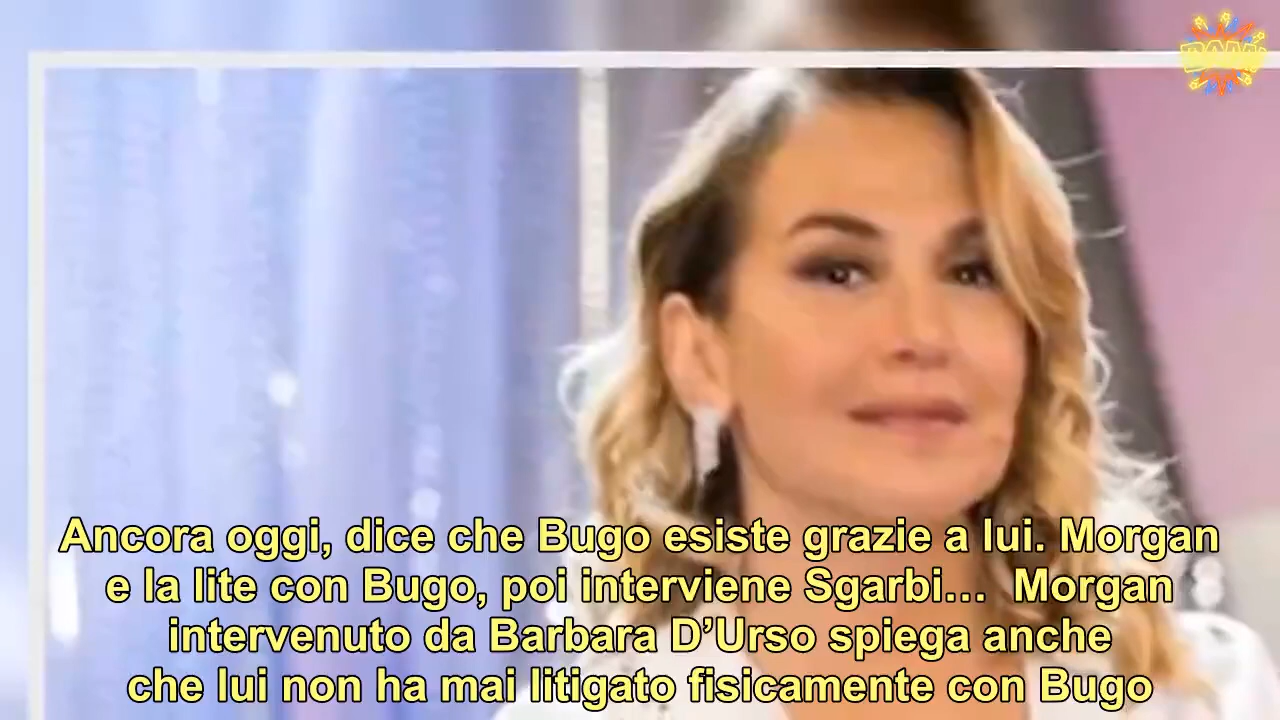 BAM!
Ancora oggi, dice che Bugo esiste grazie a lui. Morgan
e la lite con Bugo, poi interviene Sgarbi… Morgan
intervenuto da Barbara D’Urso spiega anche
che lui non ha mai litigato fisicamente con Bugo